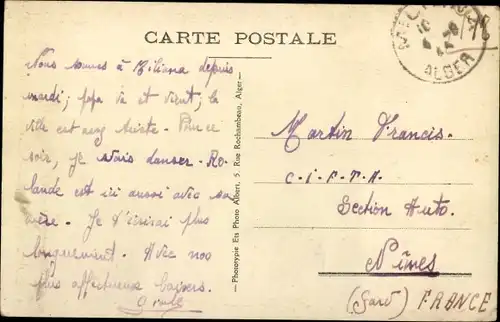 CARTE POSTALE
ALGER
Nous sommes à Miliana depuis
mardi ; papa va et vient ; la
ville est assez triste. Pour ce
soir, je vais danser. Ro-
lande est ici aussi avec sa
mère. Je t'écrirai plus
longuement. Avec nos
plus affectueux baisers.
Phototypie Ets Photo Albert, 5, Rue Rochambeau, Alger
Martin Francis.
C.I.F.T.A.
Section Auto.
Nîmes
(Gard) FRANCE